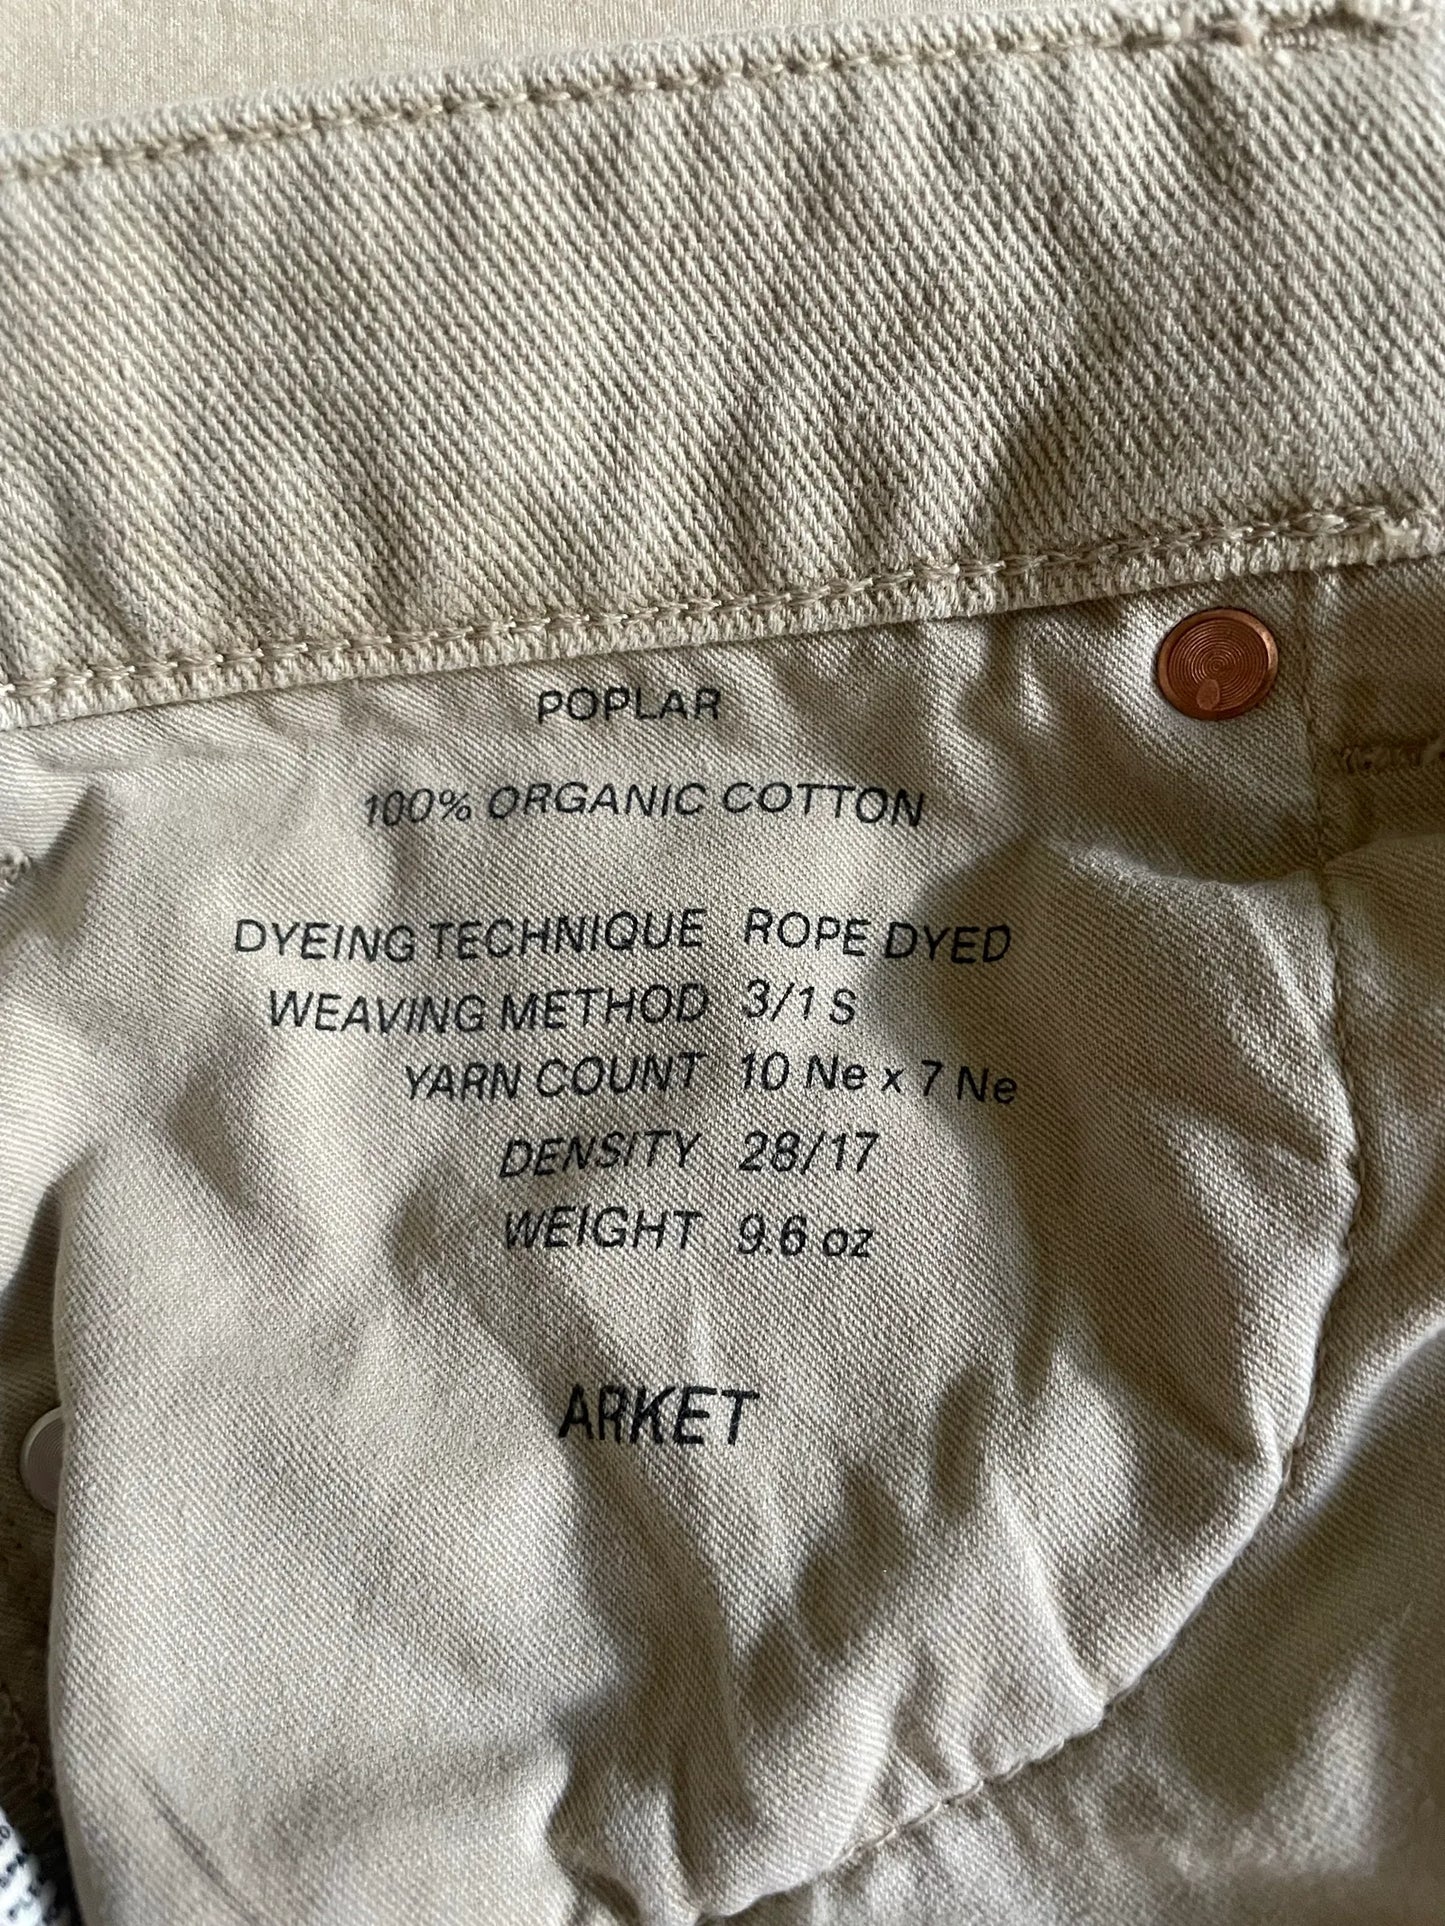 POPLAR
100% ORGANIC COTTON
DYEING TECHNIQUE ROPE DYED
WEAVING METHOD 3/1 S
YARN COUNT 10 Ne x 7 Ne
DENSITY 28/17
WEIGHT 9.6 oz
ARKET